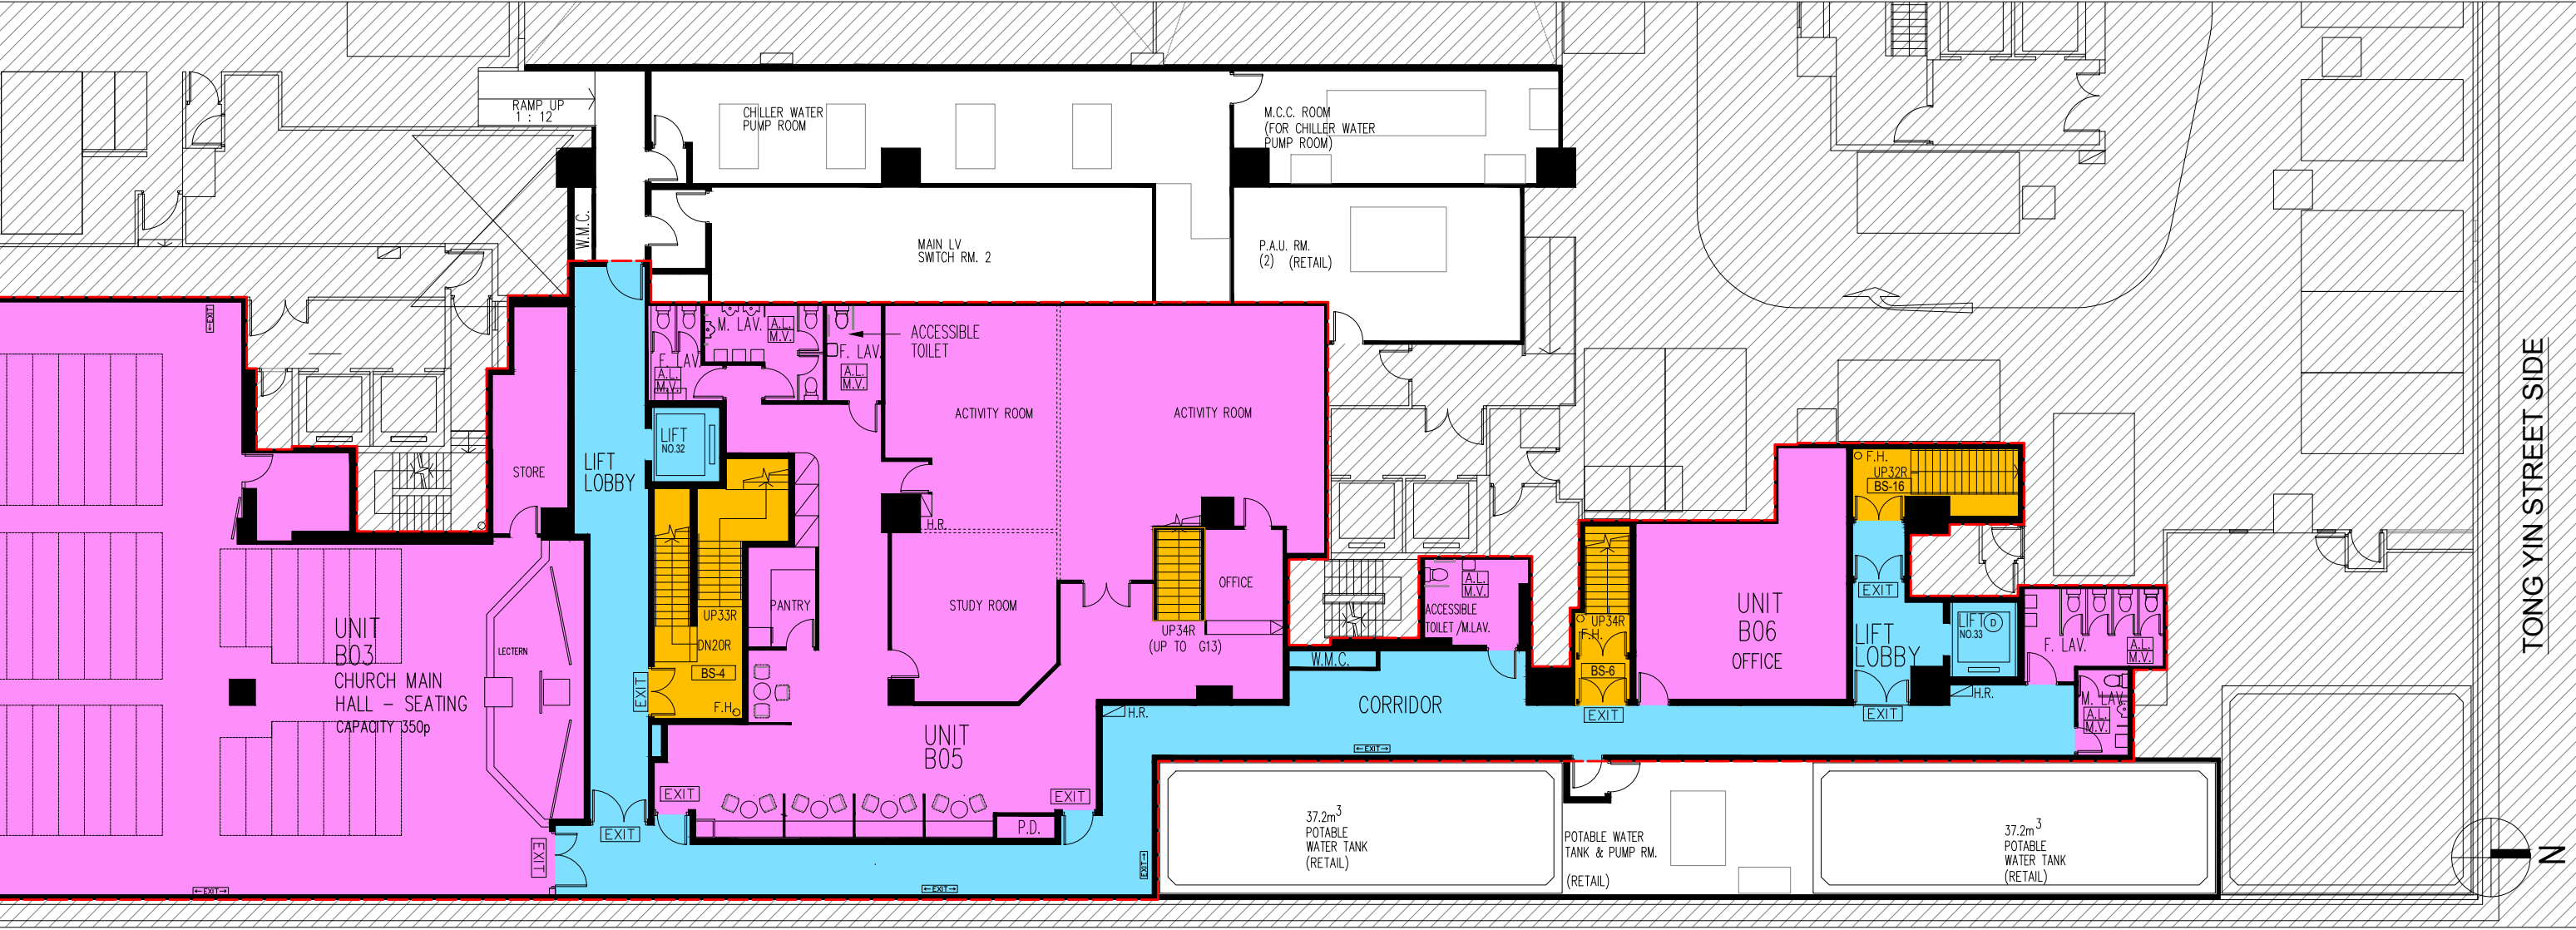 RAMP UP
1 : 12
CHILLER WATER
PUMP ROOM
M.C.C. ROOM
(FOR CHILLER WATER
PUMP ROOM)
W.M.C.
MAIN LV
SWITCH RM. 2
P.A.U. RM.
(2) (RETAIL)
←EXIT→
M. LAV.
A.L.
M.V.
F. LAV.
A.L.
M.V.
F. LAV.
A.L.
M.V.
ACCESSIBLE
TOILET
ACTIVITY ROOM
ACTIVITY ROOM
LIFT
NO.32
LIFT
LOBBY
STORE
H.R.
F.H.
UP32R
BS-16
EXIT
OFFICE
STUDY ROOM
PANTRY
UP33R
DN20R
BS-4
F.H.
EXIT
UP34R
(UP TO G13)
ACCESSIBLE
TOILET /M.LAV.
A.L.
M.V.
W.M.C.
UP34R
F.H.
BS-6
EXIT
UNIT
B06
OFFICE
LIFT
LOBBY
EXIT
LIFT
NO.33
D
F. LAV.
A.L.
M.V.
H.R.
M. LAV.
A.L.
M.V.
UNIT
B03
CHURCH MAIN
HALL - SEATING
CAPACITY 350p
LECTERN
UNIT
B05
H.R.
CORRIDOR
←EXIT→
EXIT
EXIT
EXIT
EXIT
P.D.
←EXIT→
←EXIT→
←EXIT→
37.2m3
POTABLE
WATER TANK
(RETAIL)
POTABLE WATER
TANK & PUMP RM.
(RETAIL)
37.2m3
POTABLE
WATER TANK
(RETAIL)
TONG YIN STREET SIDE
N